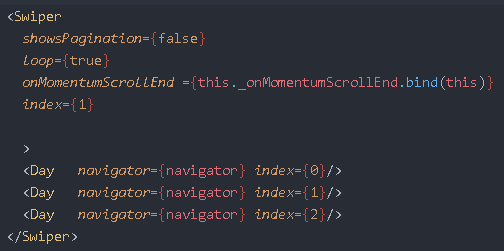 <Swiper
showsPagination={false}
loop={true}
onMomentumScrollEnd ={this._onMomentumScrollEnd.bind(this)}
index={1}
>
<Day navigator={navigator} index={0}/>
<Day navigator={navigator} index={1}/>
<Day navigator={navigator} index={2}/>
</Swiper>